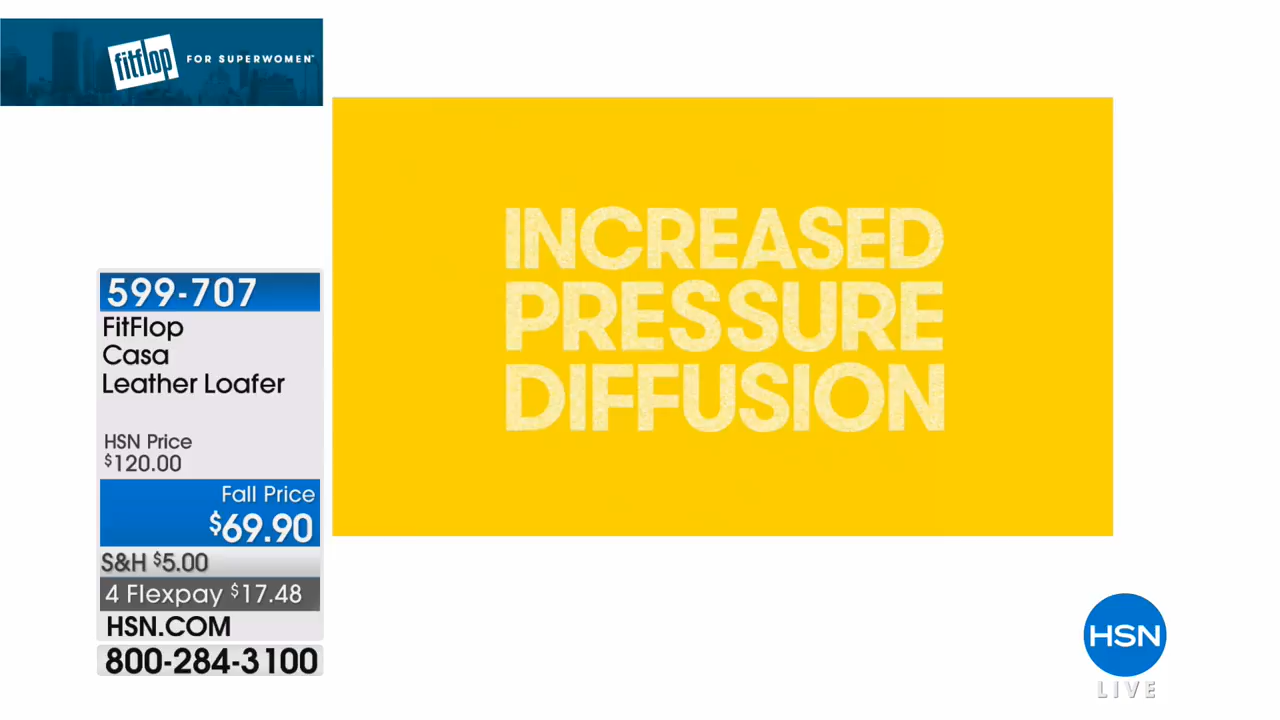 fitflop FOR SUPERWOMEN™
INCREASED
PRESSURE
DIFFUSION
599-707
FitFlop
Casa
Leather Loafer
HSN Price
$120.00
Fall Price
$69.90
S&H $5.00
4 Flexpay $17.48
HSN.COM
800-284-3100
HSN
LIVE